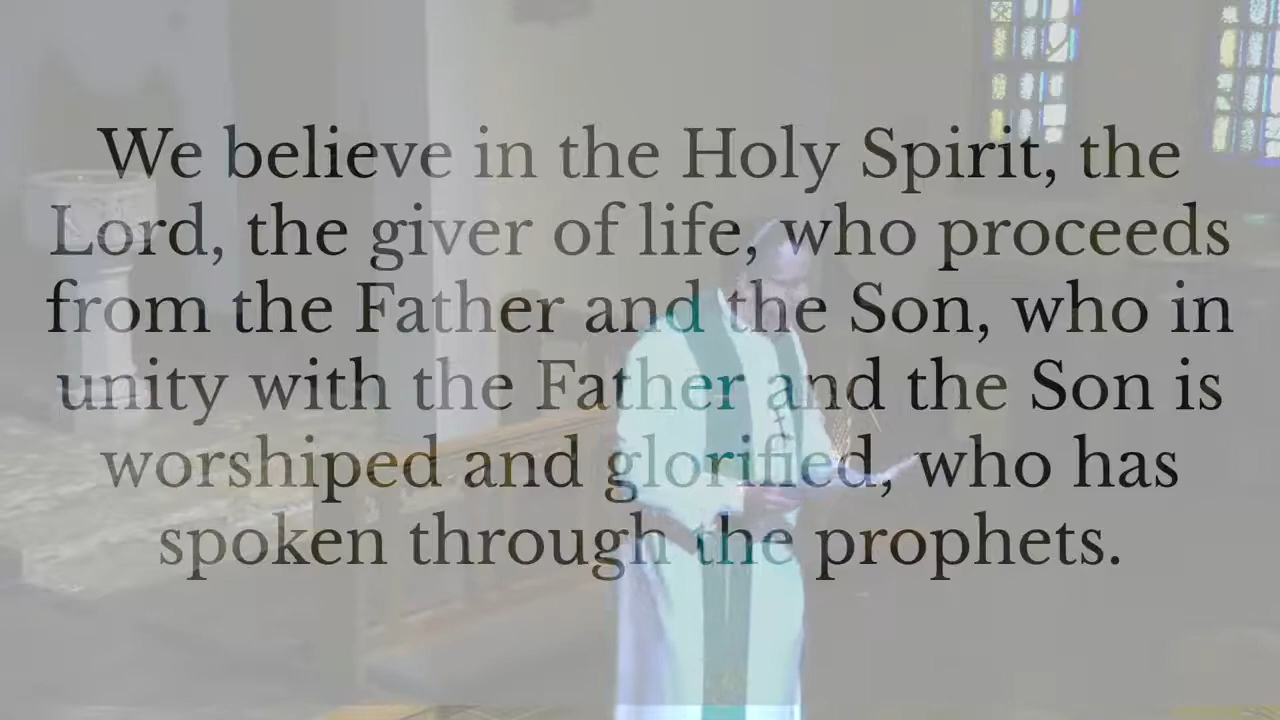 We believe in the Holy Spirit, the
Lord, the giver of life, who proceeds
from the Father and the Son, who in
unity with the Father and the Son is
worshiped and glorified, who has
spoken through the prophets.